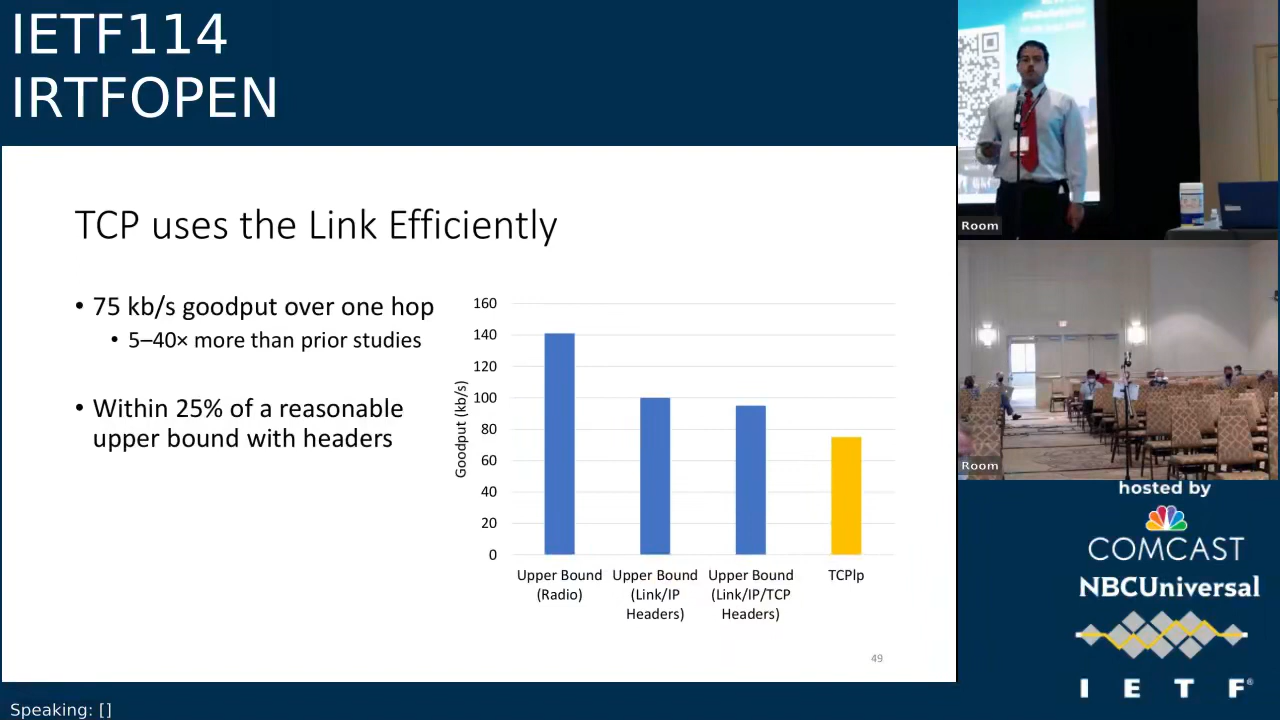 IETF114
IRTFOPEN
TCP uses the Link Efficiently
• 75 kb/s goodput over one hop
• 5–40× more than prior studies
• Within 25% of a reasonable
upper bound with headers
Goodput (kb/s)
160
140
120
100
80
60
40
20
0
Upper Bound
(Radio)
Upper Bound
(Link/IP
Headers)
Upper Bound
(Link/IP/TCP
Headers)
TCPlp
49
Room
Room
hosted by
COMCAST
NBCUniversal
I E T F®
Speaking: []